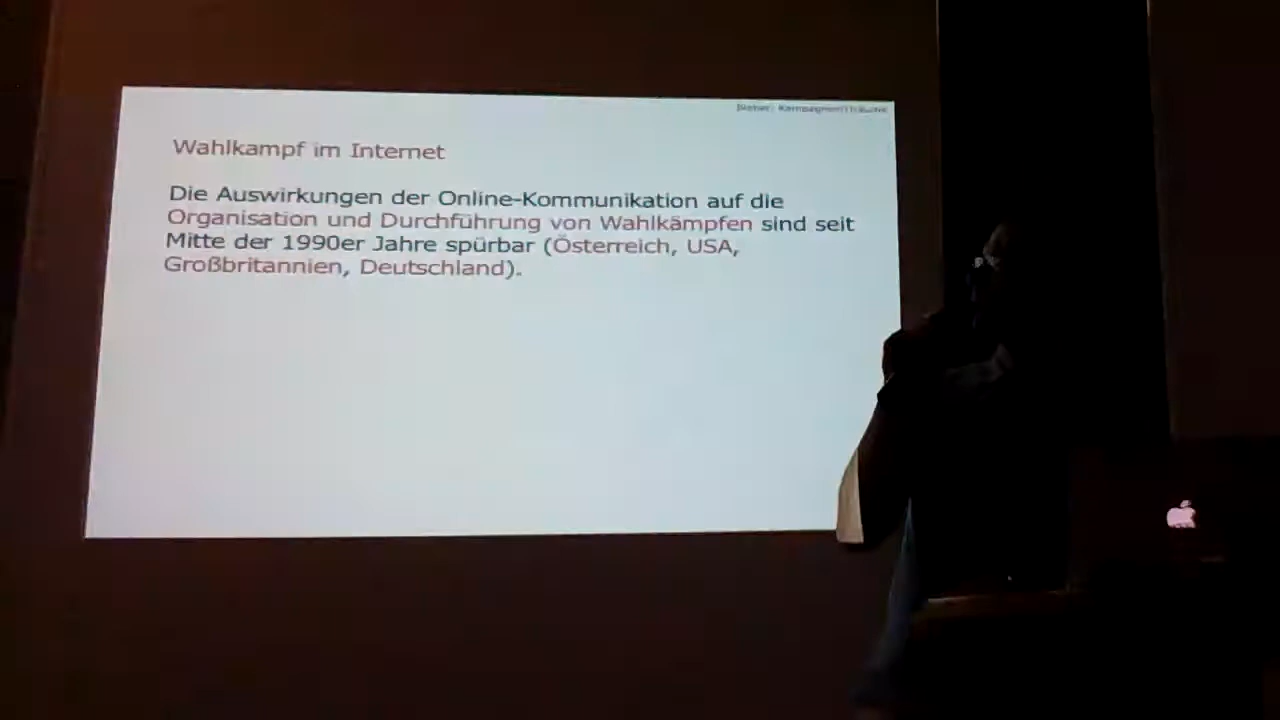 Wahlkampf im Internet
Die Auswirkungen der Online-Kommunikation auf die
Organisation und Durchführung von Wahlkämpfen sind seit
Mitte der 1990er Jahre spürbar (Österreich, USA,
Großbritannien, Deutschland).